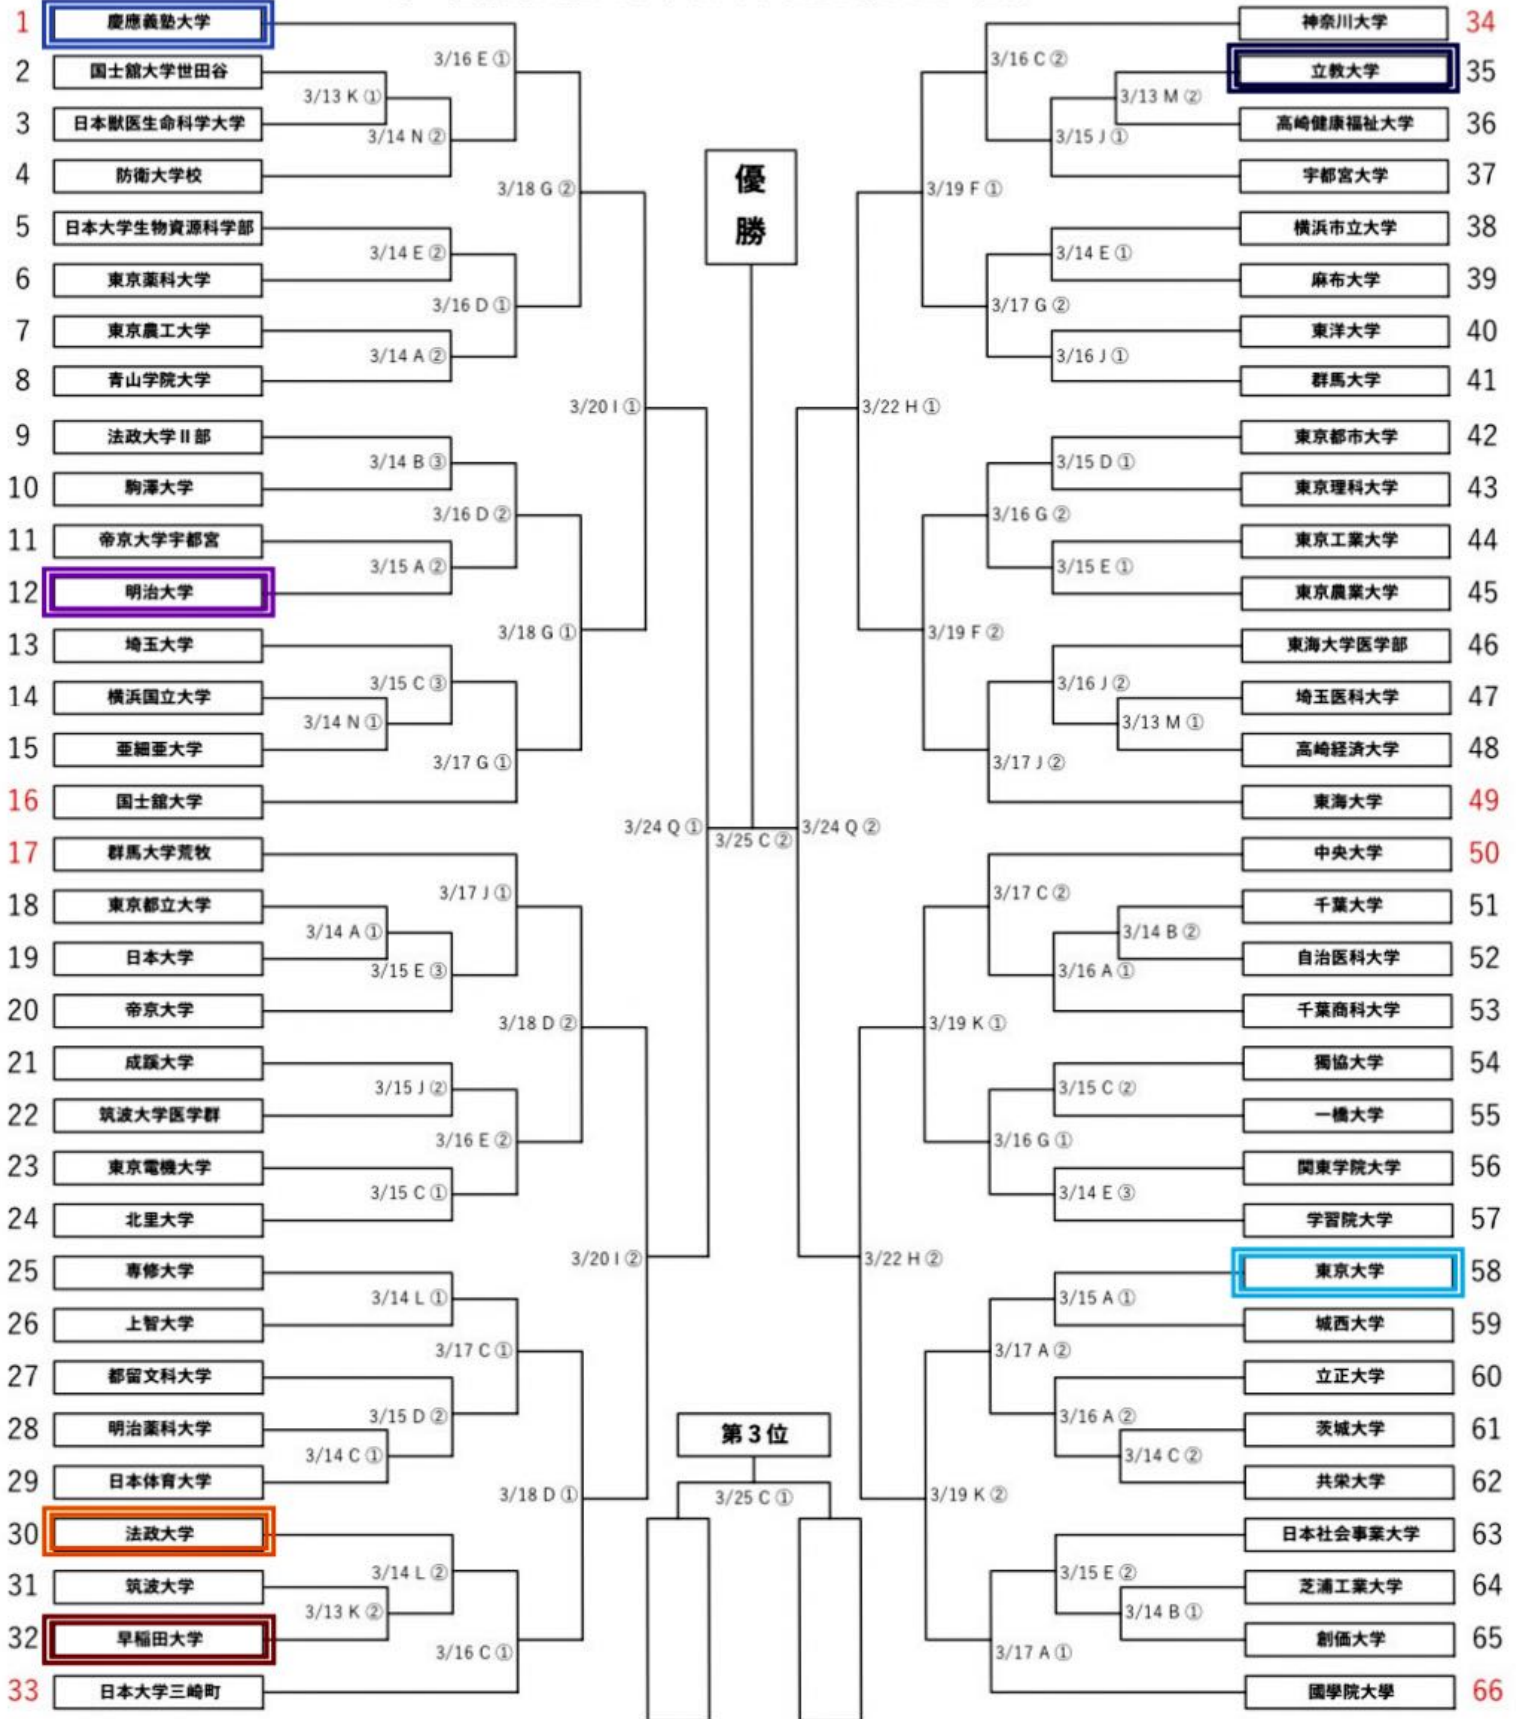 1 慶應義塾大学
2 国士舘大学世田谷
3 日本獣医生命科学大学
4 防衛大学校
5 日本大学生物資源科学部
6 東京薬科大学
7 東京農工大学
8 青山学院大学
9 法政大学Ⅱ部
10 駒澤大学
11 帝京大学宇都宮
12 明治大学
13 埼玉大学
14 横浜国立大学
15 亜細亜大学
16 国士舘大学
17 群馬大学荒牧
18 東京都立大学
19 日本大学
20 帝京大学
21 成蹊大学
22 筑波大学医学群
23 東京電機大学
24 北里大学
25 専修大学
26 上智大学
27 都留文科大学
28 明治薬科大学
29 日本体育大学
30 法政大学
31 筑波大学
32 早稲田大学
33 日本大学三崎町
3/13 K ①
3/14 N ①
3/14 A ①
3/14 C ①
3/13 K ②
3/14 N ②
3/14 E ②
3/14 A ②
3/14 B ③
3/15 A ②
3/15 C ③
3/15 E ③
3/15 J ②
3/15 C ①
3/14 L ①
3/15 D ②
3/14 L ②
3/16 E ①
3/16 D ①
3/16 D ②
3/17 G ①
3/17 J ①
3/16 E ②
3/17 C ①
3/16 C ①
3/18 G ②
3/18 G ①
3/18 D ②
3/18 D ①
3/20 I ①
3/20 I ②
3/24 Q ①
優
勝
3/25 C ②
第3位
3/25 C ①
3/24 Q ②
3/22 H ①
3/22 H ②
3/19 F ①
3/19 F ②
3/19 K ①
3/19 K ②
3/16 C ②
3/17 G ②
3/16 G ②
3/17 J ②
3/17 C ②
3/16 G ①
3/17 A ②
3/17 A ①
3/15 J ①
3/14 E ①
3/16 J ①
3/15 D ①
3/15 E ①
3/16 J ②
3/16 A ①
3/15 C ②
3/14 E ③
3/15 A ①
3/16 A ②
3/15 E ②
3/13 M ②
3/13 M ①
3/14 B ②
3/14 C ②
3/14 B ①
神奈川大学 34
立教大学 35
高崎健康福祉大学 36
宇都宮大学 37
横浜市立大学 38
麻布大学 39
東洋大学 40
群馬大学 41
東京都市大学 42
東京理科大学 43
東京工業大学 44
東京農業大学 45
東海大学医学部 46
埼玉医科大学 47
高崎経済大学 48
東海大学 49
中央大学 50
千葉大学 51
自治医科大学 52
千葉商科大学 53
獨協大学 54
一橋大学 55
関東学院大学 56
学習院大学 57
東京大学 58
城西大学 59
立正大学 60
茨城大学 61
共栄大学 62
日本社会事業大学 63
芝浦工業大学 64
創価大学 65
國學院大學 66